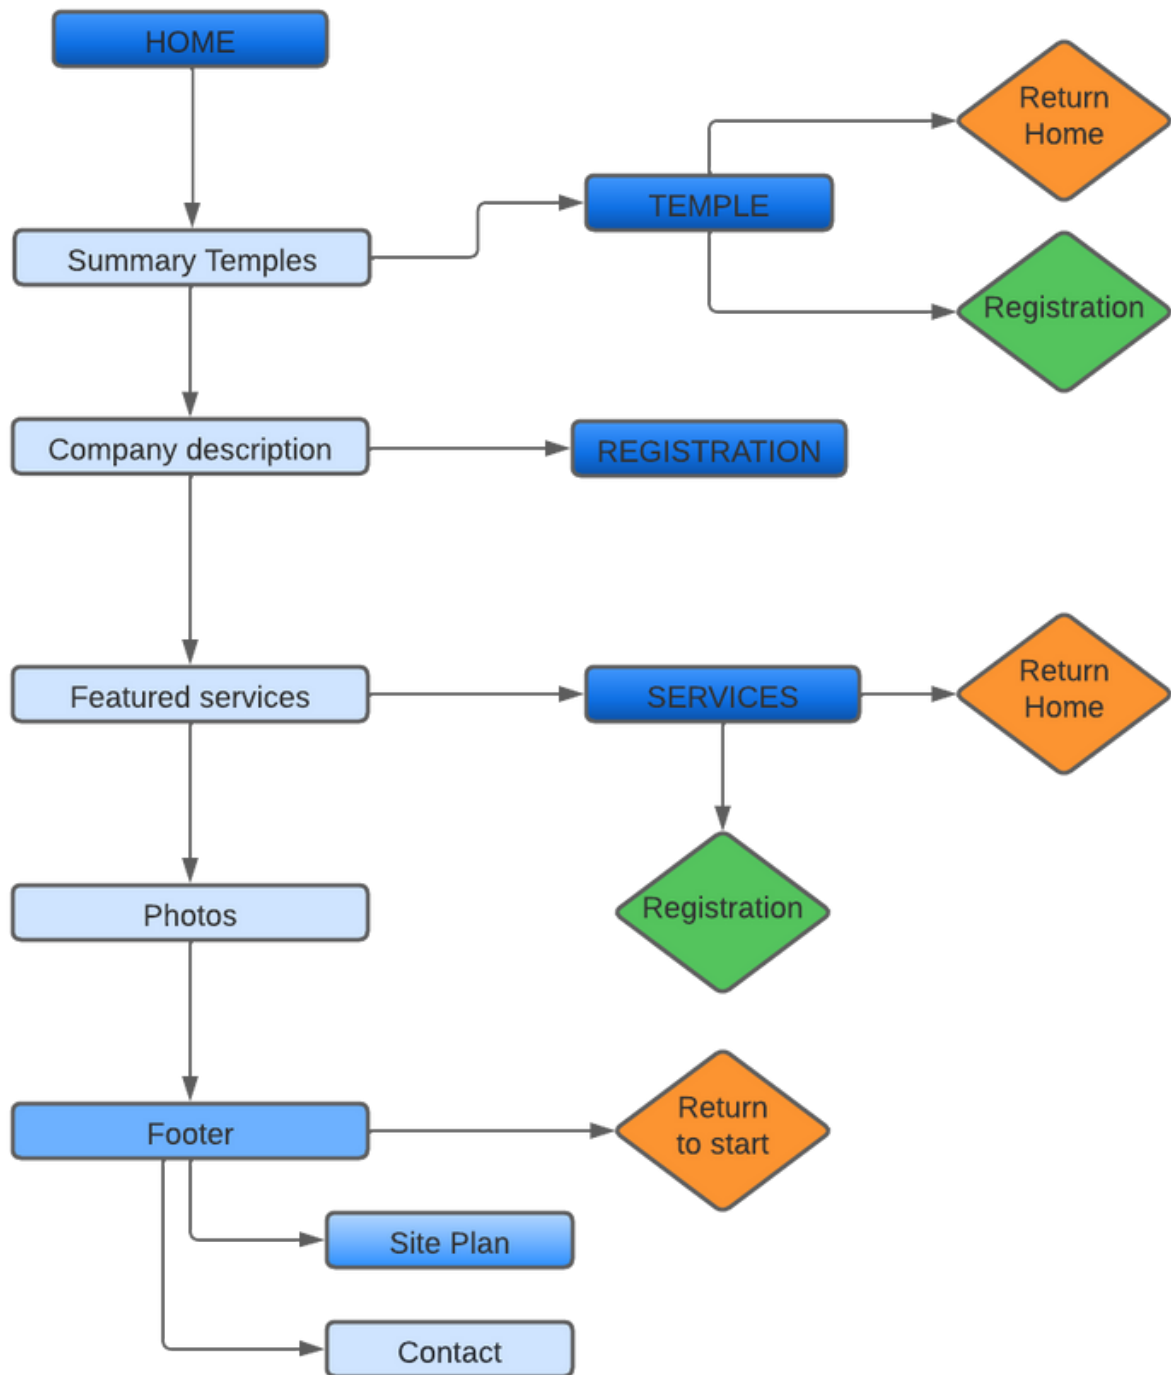 HOME
Return
Home
TEMPLE
Summary Temples
Registration
Company description
REGISTRATION
Return
Home
Featured services
SERVICES
Photos
Registration
Return
to start
Footer
Site Plan
Contact